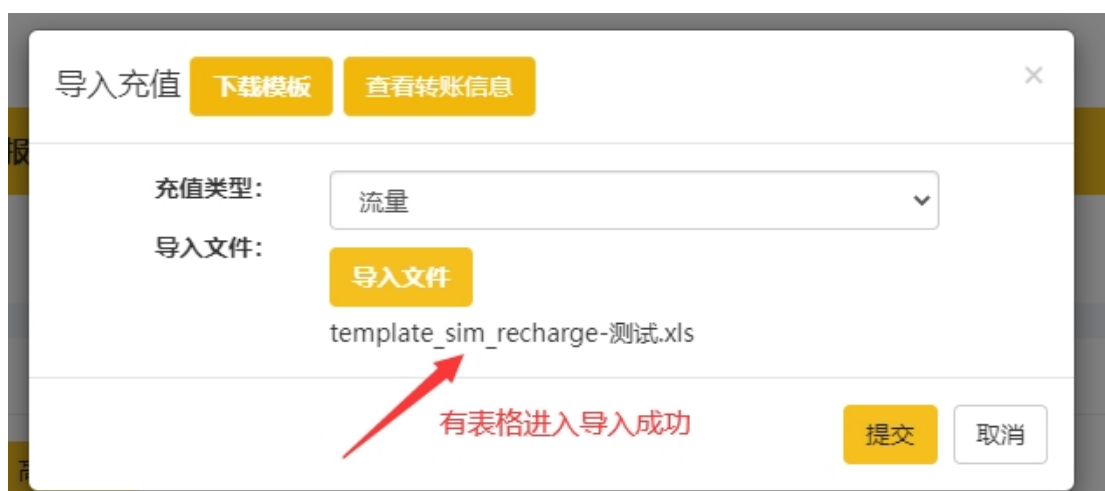 导入充值 下载模板 查看转账信息 ×
报
充值类型:
流量
导入文件:
导入文件
template_sim_recharge-测试.xls
有表格进入导入成功
提交 取消